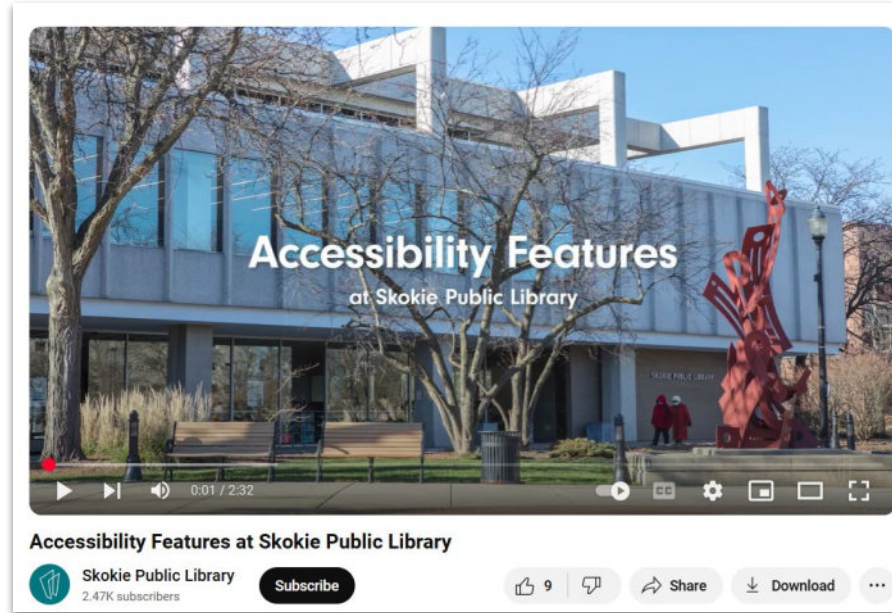 Accessibility Features
at Skokie Public Library
SKOKIE PUBLIC LIBRARY
0:01 / 2:32
CC
Accessibility Features at Skokie Public Library
Skokie Public Library
2.47K subscribers
Subscribe
9
Share
Download